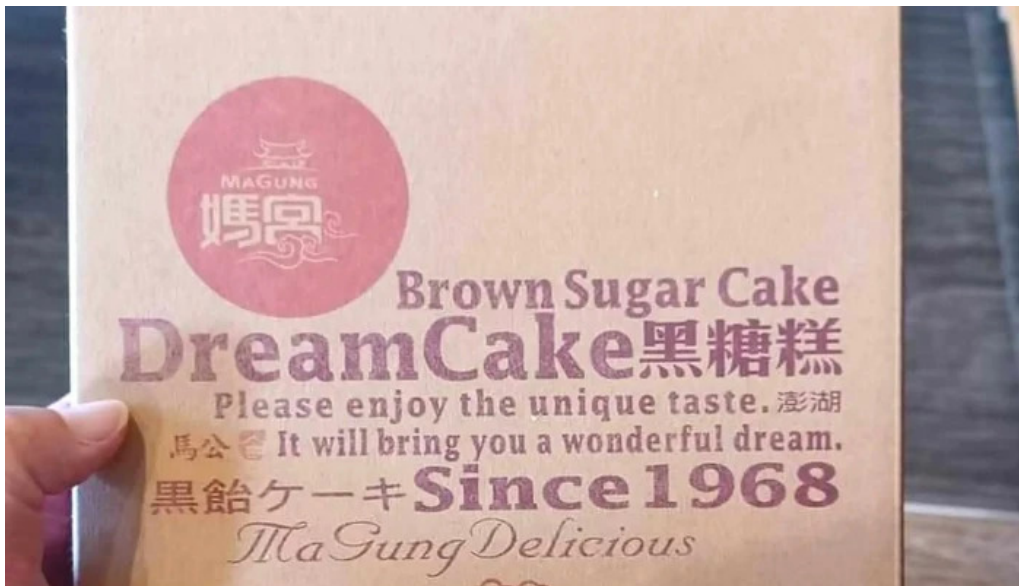 MAGUNG
媽宮
Brown Sugar Cake
DreamCake黑糖糕
Please enjoy the unique taste.澎湖
馬公 It will bring you a wonderful dream.
黒飴ケーキSince1968
MaGungDelicious